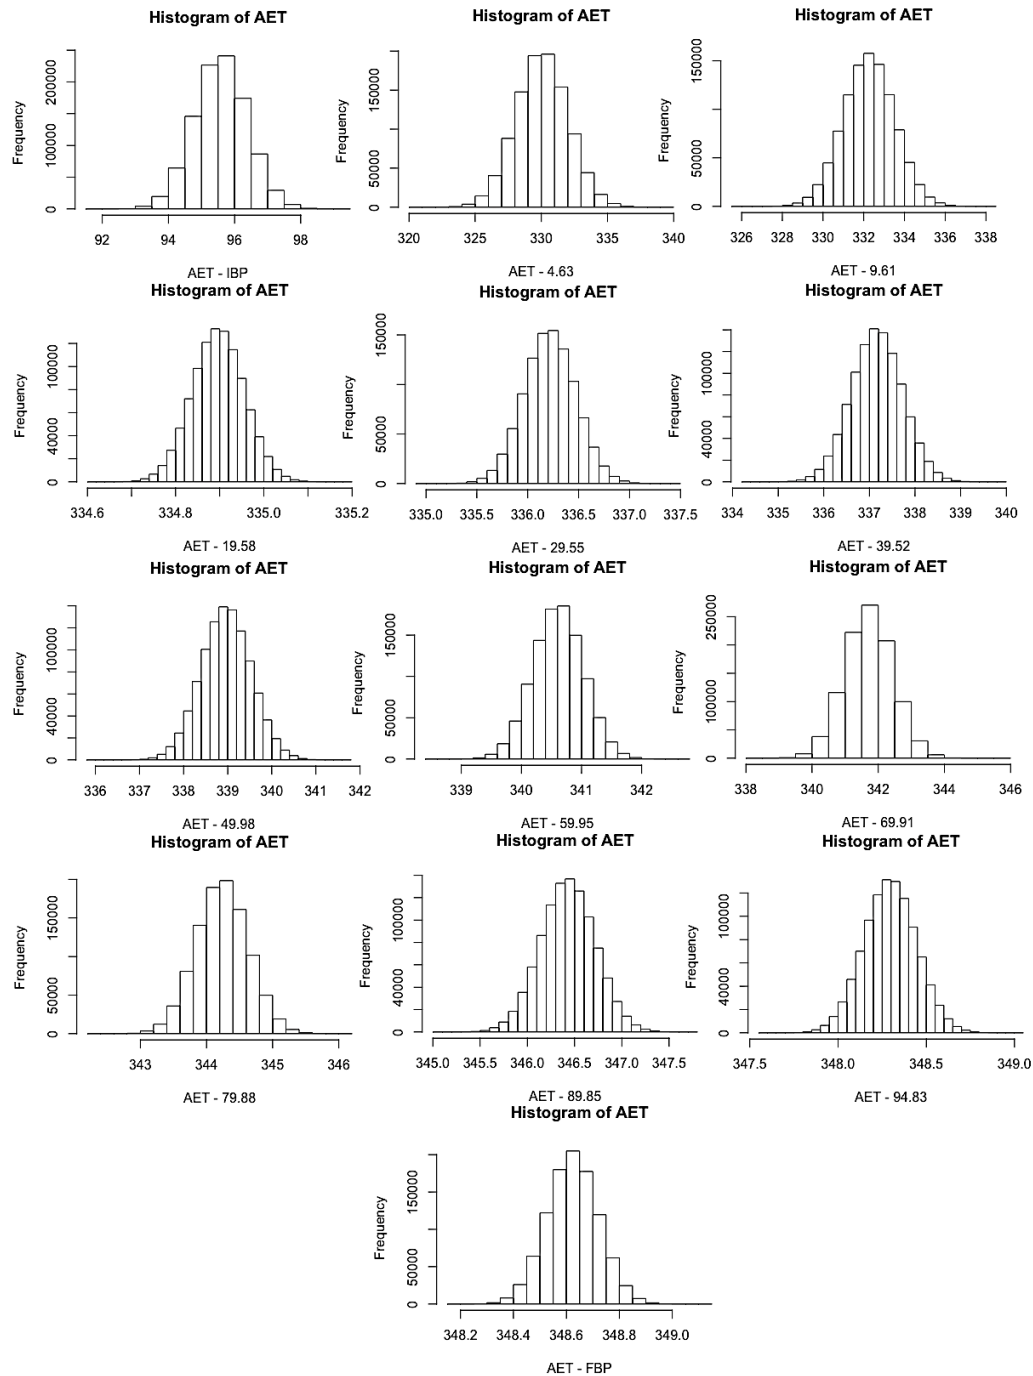 Histogram of AET
Frequency
0 100000 200000
92 94 96 98
AET - IBP
Histogram of AET
Frequency
0 50000 150000
320 325 330 335 340
AET - 4.63
Histogram of AET
Frequency
0 50000 100000 150000
326 328 330 332 334 336 338
AET - 9.61
Histogram of AET
Frequency
0 40000 100000
334.6 334.8 335.0 335.2
AET - 19.58
Histogram of AET
Frequency
0 50000 150000
335.0 335.5 336.0 336.5 337.0 337.5
AET - 29.55
Histogram of AET
Frequency
0 40000 100000
334 335 336 337 338 339 340
AET - 39.52
Histogram of AET
Frequency
0 40000 100000
336 337 338 339 340 341 342
AET - 49.98
Histogram of AET
Frequency
0 50000 150000
339 340 341 342
AET - 59.95
Histogram of AET
Frequency
0 100000 250000
338 340 342 344 346
AET - 69.91
Histogram of AET
Frequency
0 50000 150000
343 344 345 346
AET - 79.88
Histogram of AET
Frequency
0 40000 100000
345.0 345.5 346.0 346.5 347.0 347.5
AET - 89.85
Histogram of AET
Frequency
0 40000 100000
347.5 348.0 348.5 349.0
AET - 94.83
Histogram of AET
Frequency
0 50000 150000
348.2 348.4 348.6 348.8 349.0
AET - FBP